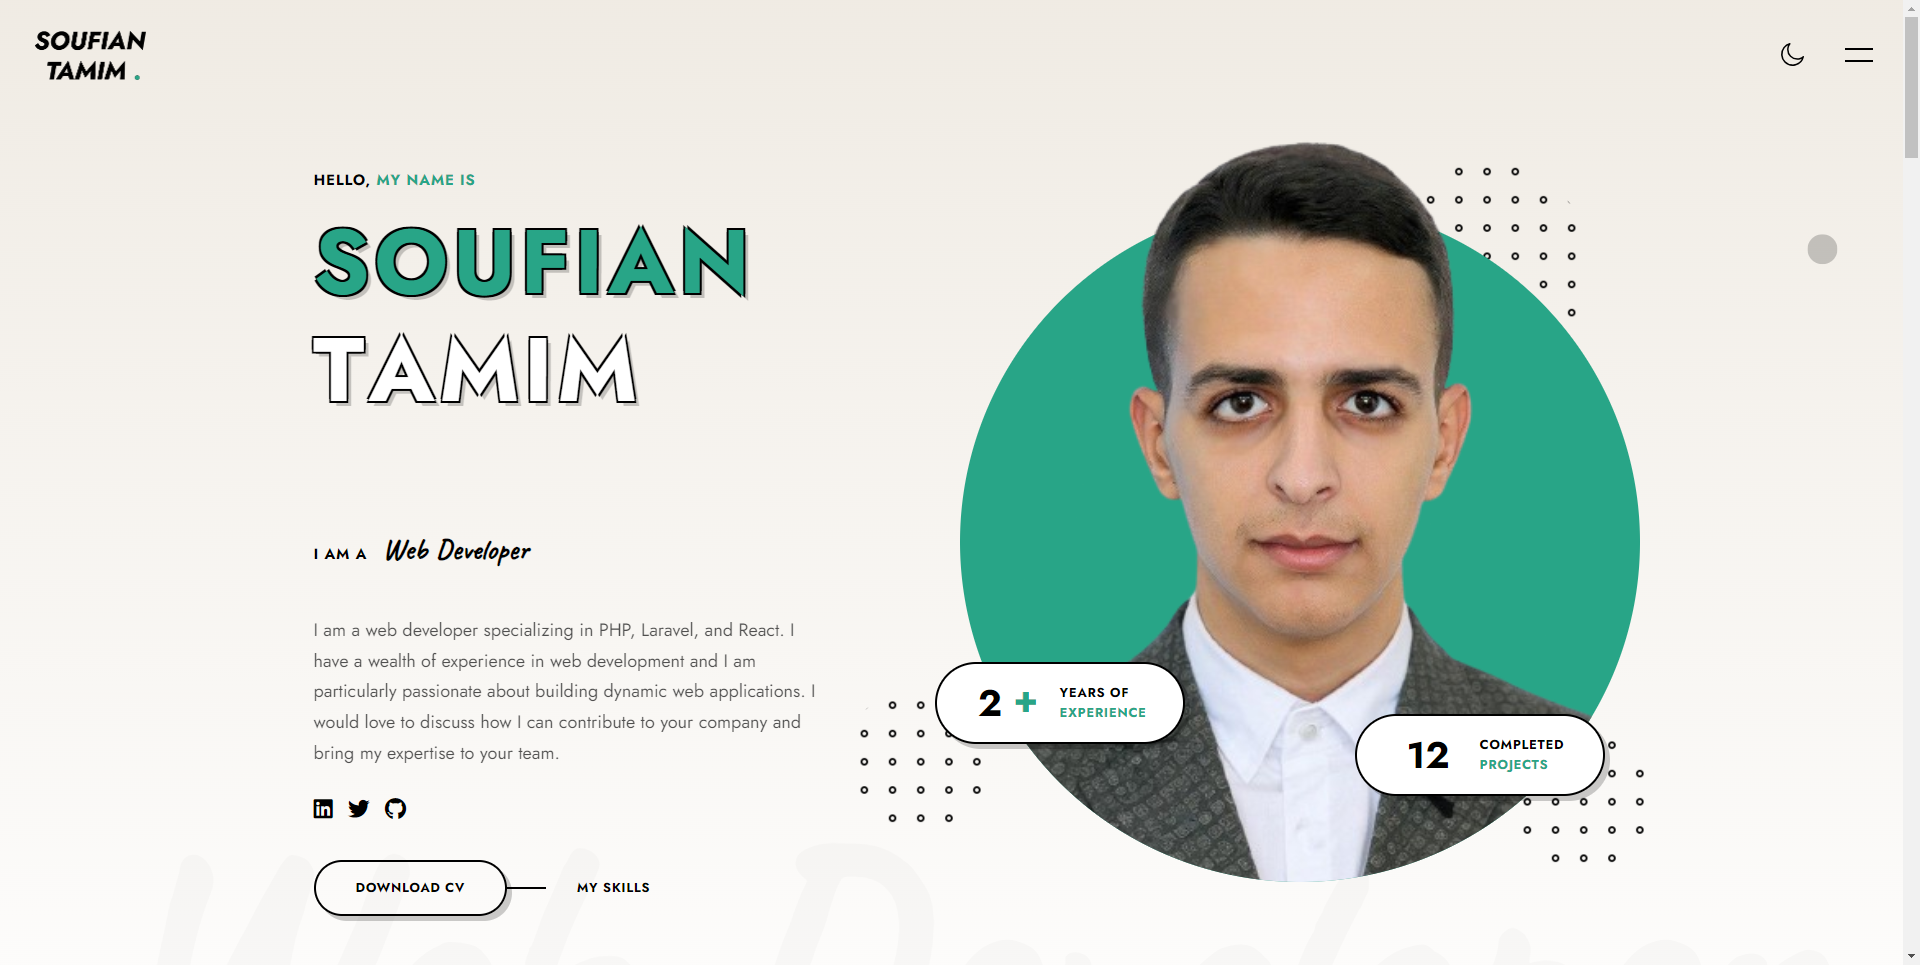 SOUFIAN
TAMIM .
HELLO, MY NAME IS
SOUFIAN
TAMIM
I AM A Web Developer
I am a web developer specializing in PHP, Laravel, and React. I
have a wealth of experience in web development and I am
particularly passionate about building dynamic web applications. I
would love to discuss how I can contribute to your company and
bring my expertise to your team.
in
DOWNLOAD CV
MY SKILLS
2 +
YEARS OF
EXPERIENCE
12
COMPLETED
PROJECTS
Web Developer